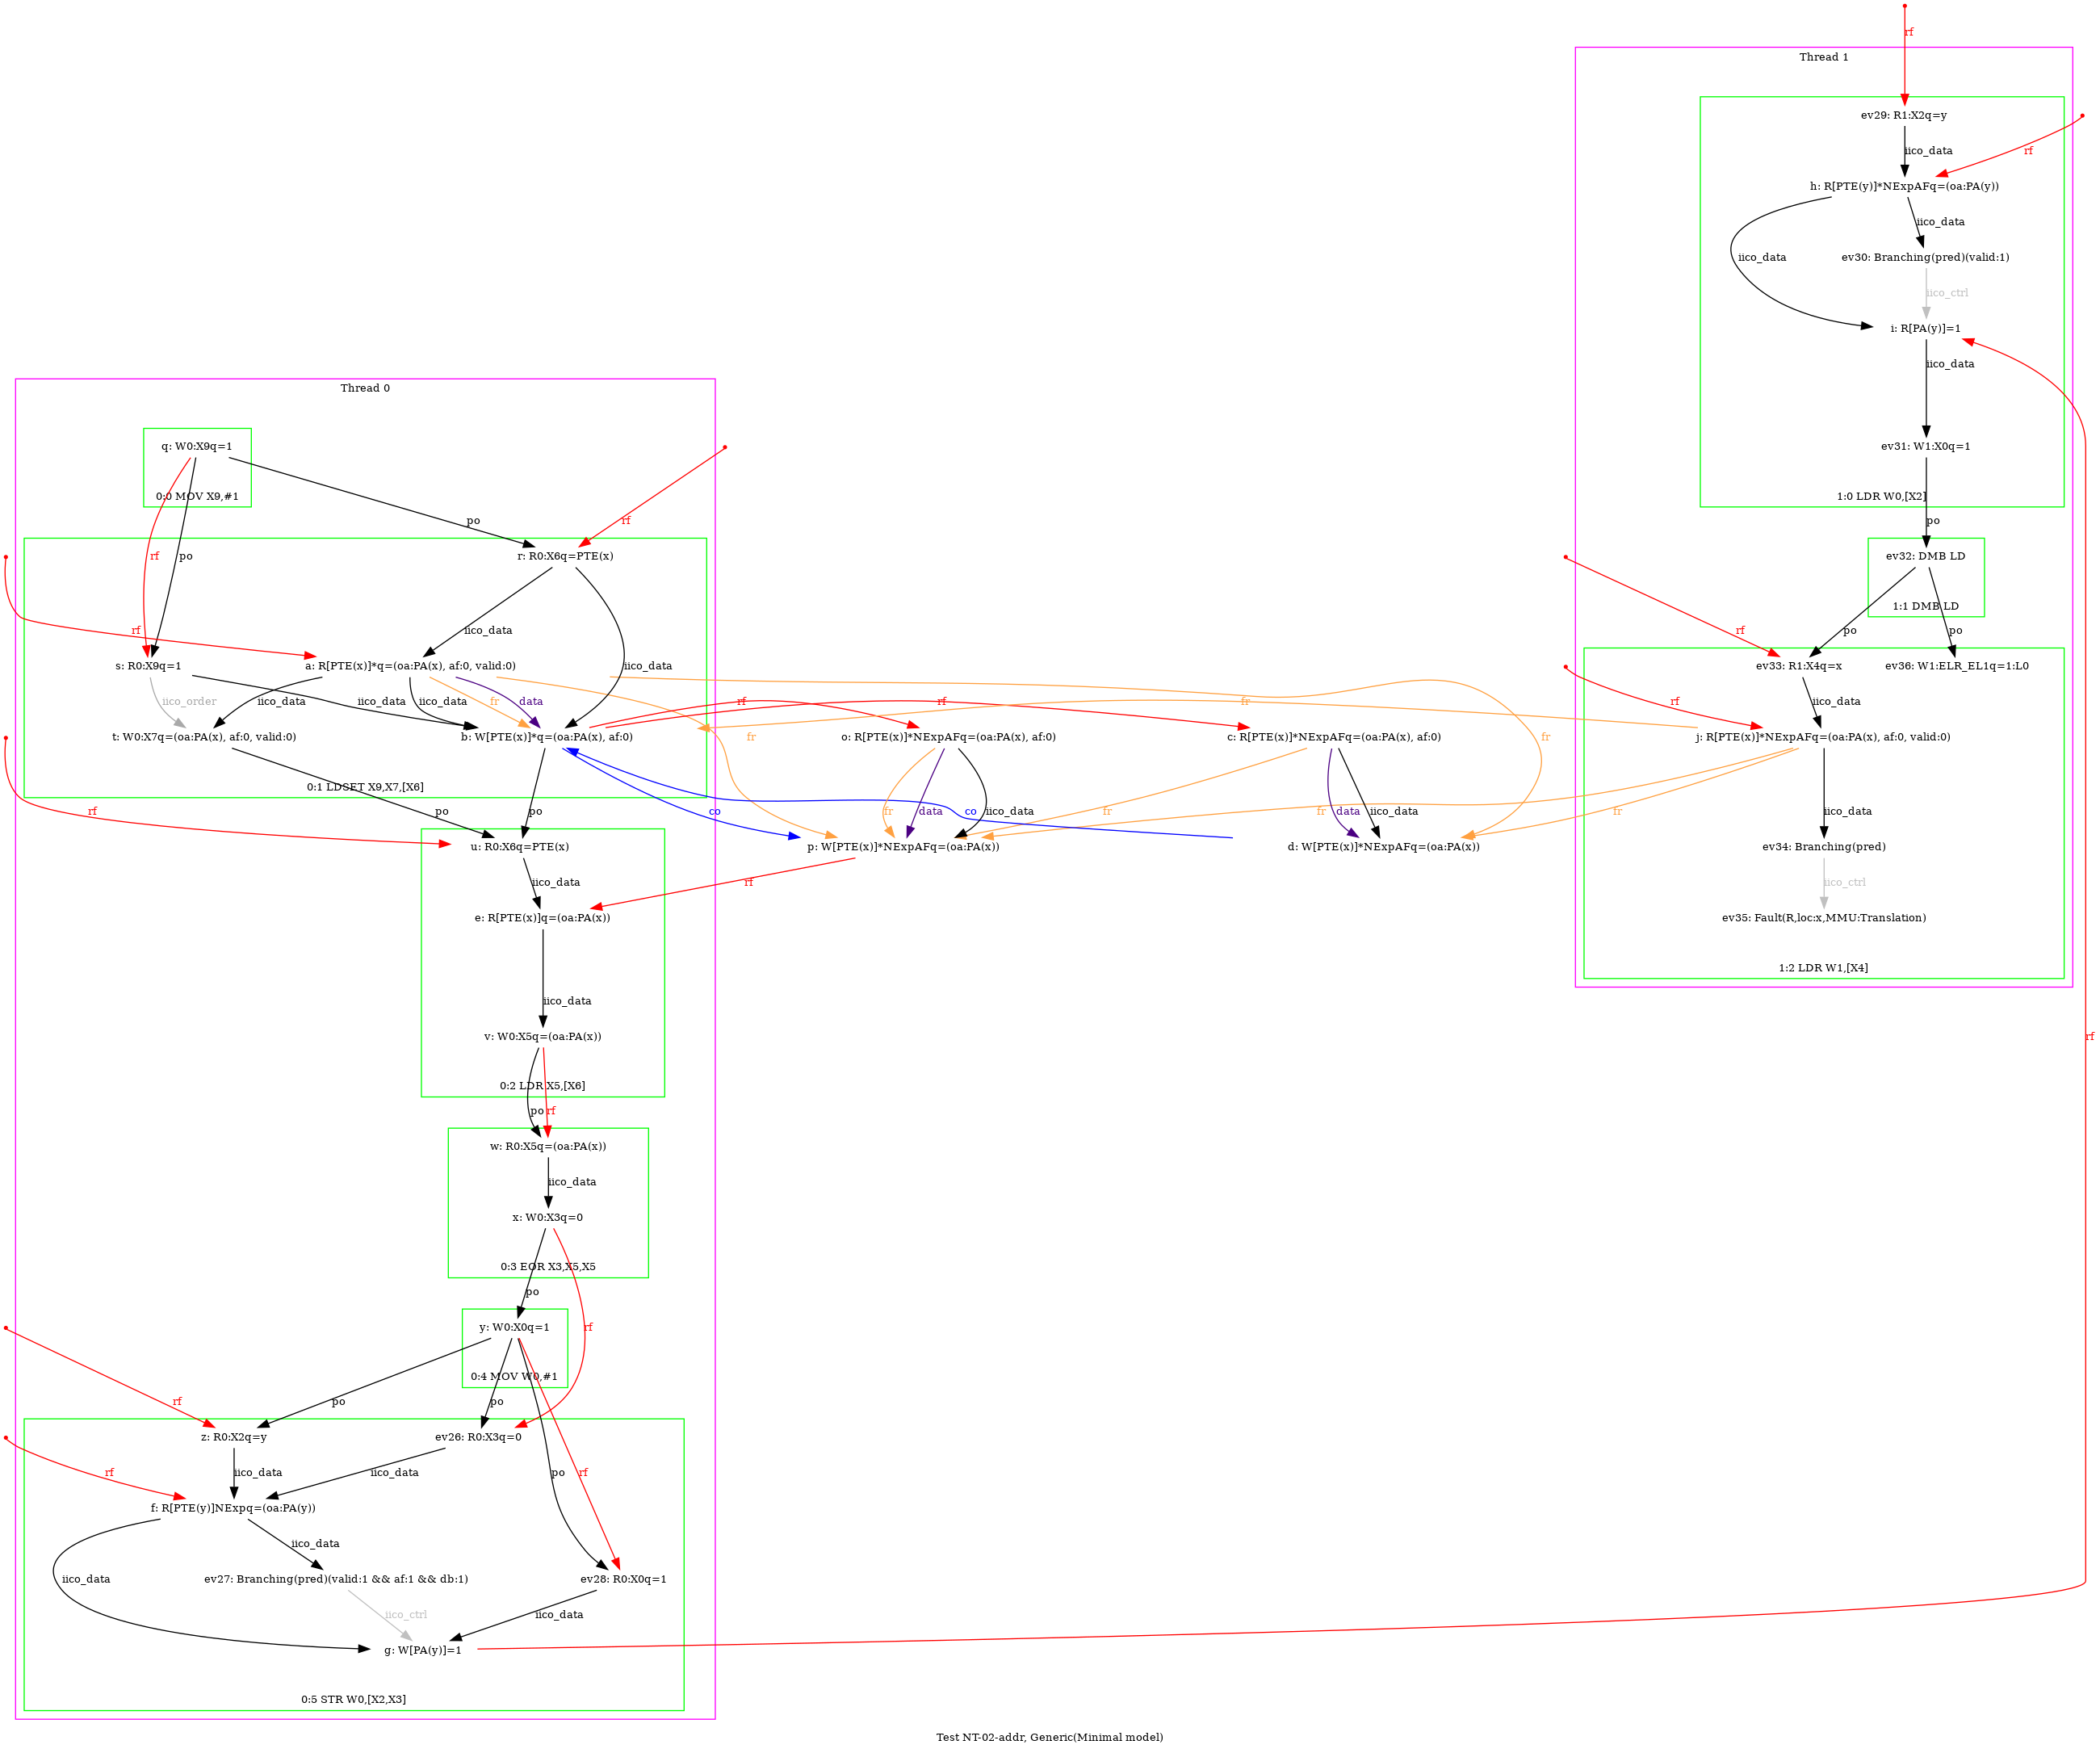 rf
Thread 1
ev29: R1:X2q=y
iico_data
rf
h: R[PTE(y)]*NExpAFq=(oa:PA(y))
iico_data
iico_data
ev30: Branching(pred)(valid:1)
iico_ctrl
i: R[PA(y)]=1
iico_data
ev31: W1:X0q=1
1:0 LDR W0,[X2]
po
ev32: DMB LD
1:1 DMB LD
po
po
rf
ev33: R1:X4q=x
ev36: W1:ELR_EL1q=1:L0
iico_data
rf
j: R[PTE(x)]*NExpAFq=(oa:PA(x), af:0, valid:0)
iico_data
ev34: Branching(pred)
iico_ctrl
ev35: Fault(R,loc:x,MMU:Translation)
1:2 LDR W1,[X4]
rf
Thread 0
q: W0:X9q=1
0:0 MOV X9,#1
po
rf
rf
po
r: R0:X6q=PTE(x)
rf
iico_data
iico_data
s: R0:X9q=1
a: R[PTE(x)]*q=(oa:PA(x), af:0, valid:0)
iico_order
iico_data
iico_data
iico_data
fr
data
t: W0:X7q=(oa:PA(x), af:0, valid:0)
b: W[PTE(x)]*q=(oa:PA(x), af:0)
0:1 LDSET X9,X7,[X6]
rf
rf
fr
fr
fr
o: R[PTE(x)]*NExpAFq=(oa:PA(x), af:0)
c: R[PTE(x)]*NExpAFq=(oa:PA(x), af:0)
rf
po
po
co
fr
data
iico_data
co
fr
fr
data
iico_data
fr
p: W[PTE(x)]*NExpAFq=(oa:PA(x))
d: W[PTE(x)]*NExpAFq=(oa:PA(x))
u: R0:X6q=PTE(x)
iico_data
rf
e: R[PTE(x)]q=(oa:PA(x))
iico_data
v: W0:X5q=(oa:PA(x))
0:2 LDR X5,[X6]
po
rf
w: R0:X5q=(oa:PA(x))
iico_data
x: W0:X3q=0
0:3 EOR X3,X5,X5
po
rf
y: W0:X0q=1
0:4 MOV W0,#1
rf
po
po
z: R0:X2q=y
ev26: R0:X3q=0
rf
iico_data
iico_data
po
rf
f: R[PTE(y)]NExpq=(oa:PA(y))
iico_data
iico_data
ev27: Branching(pred)(valid:1 && af:1 && db:1)
ev28: R0:X0q=1
iico_ctrl
iico_data
g: W[PA(y)]=1
0:5 STR W0,[X2,X3]
Test NT-02-addr, Generic(Minimal model)